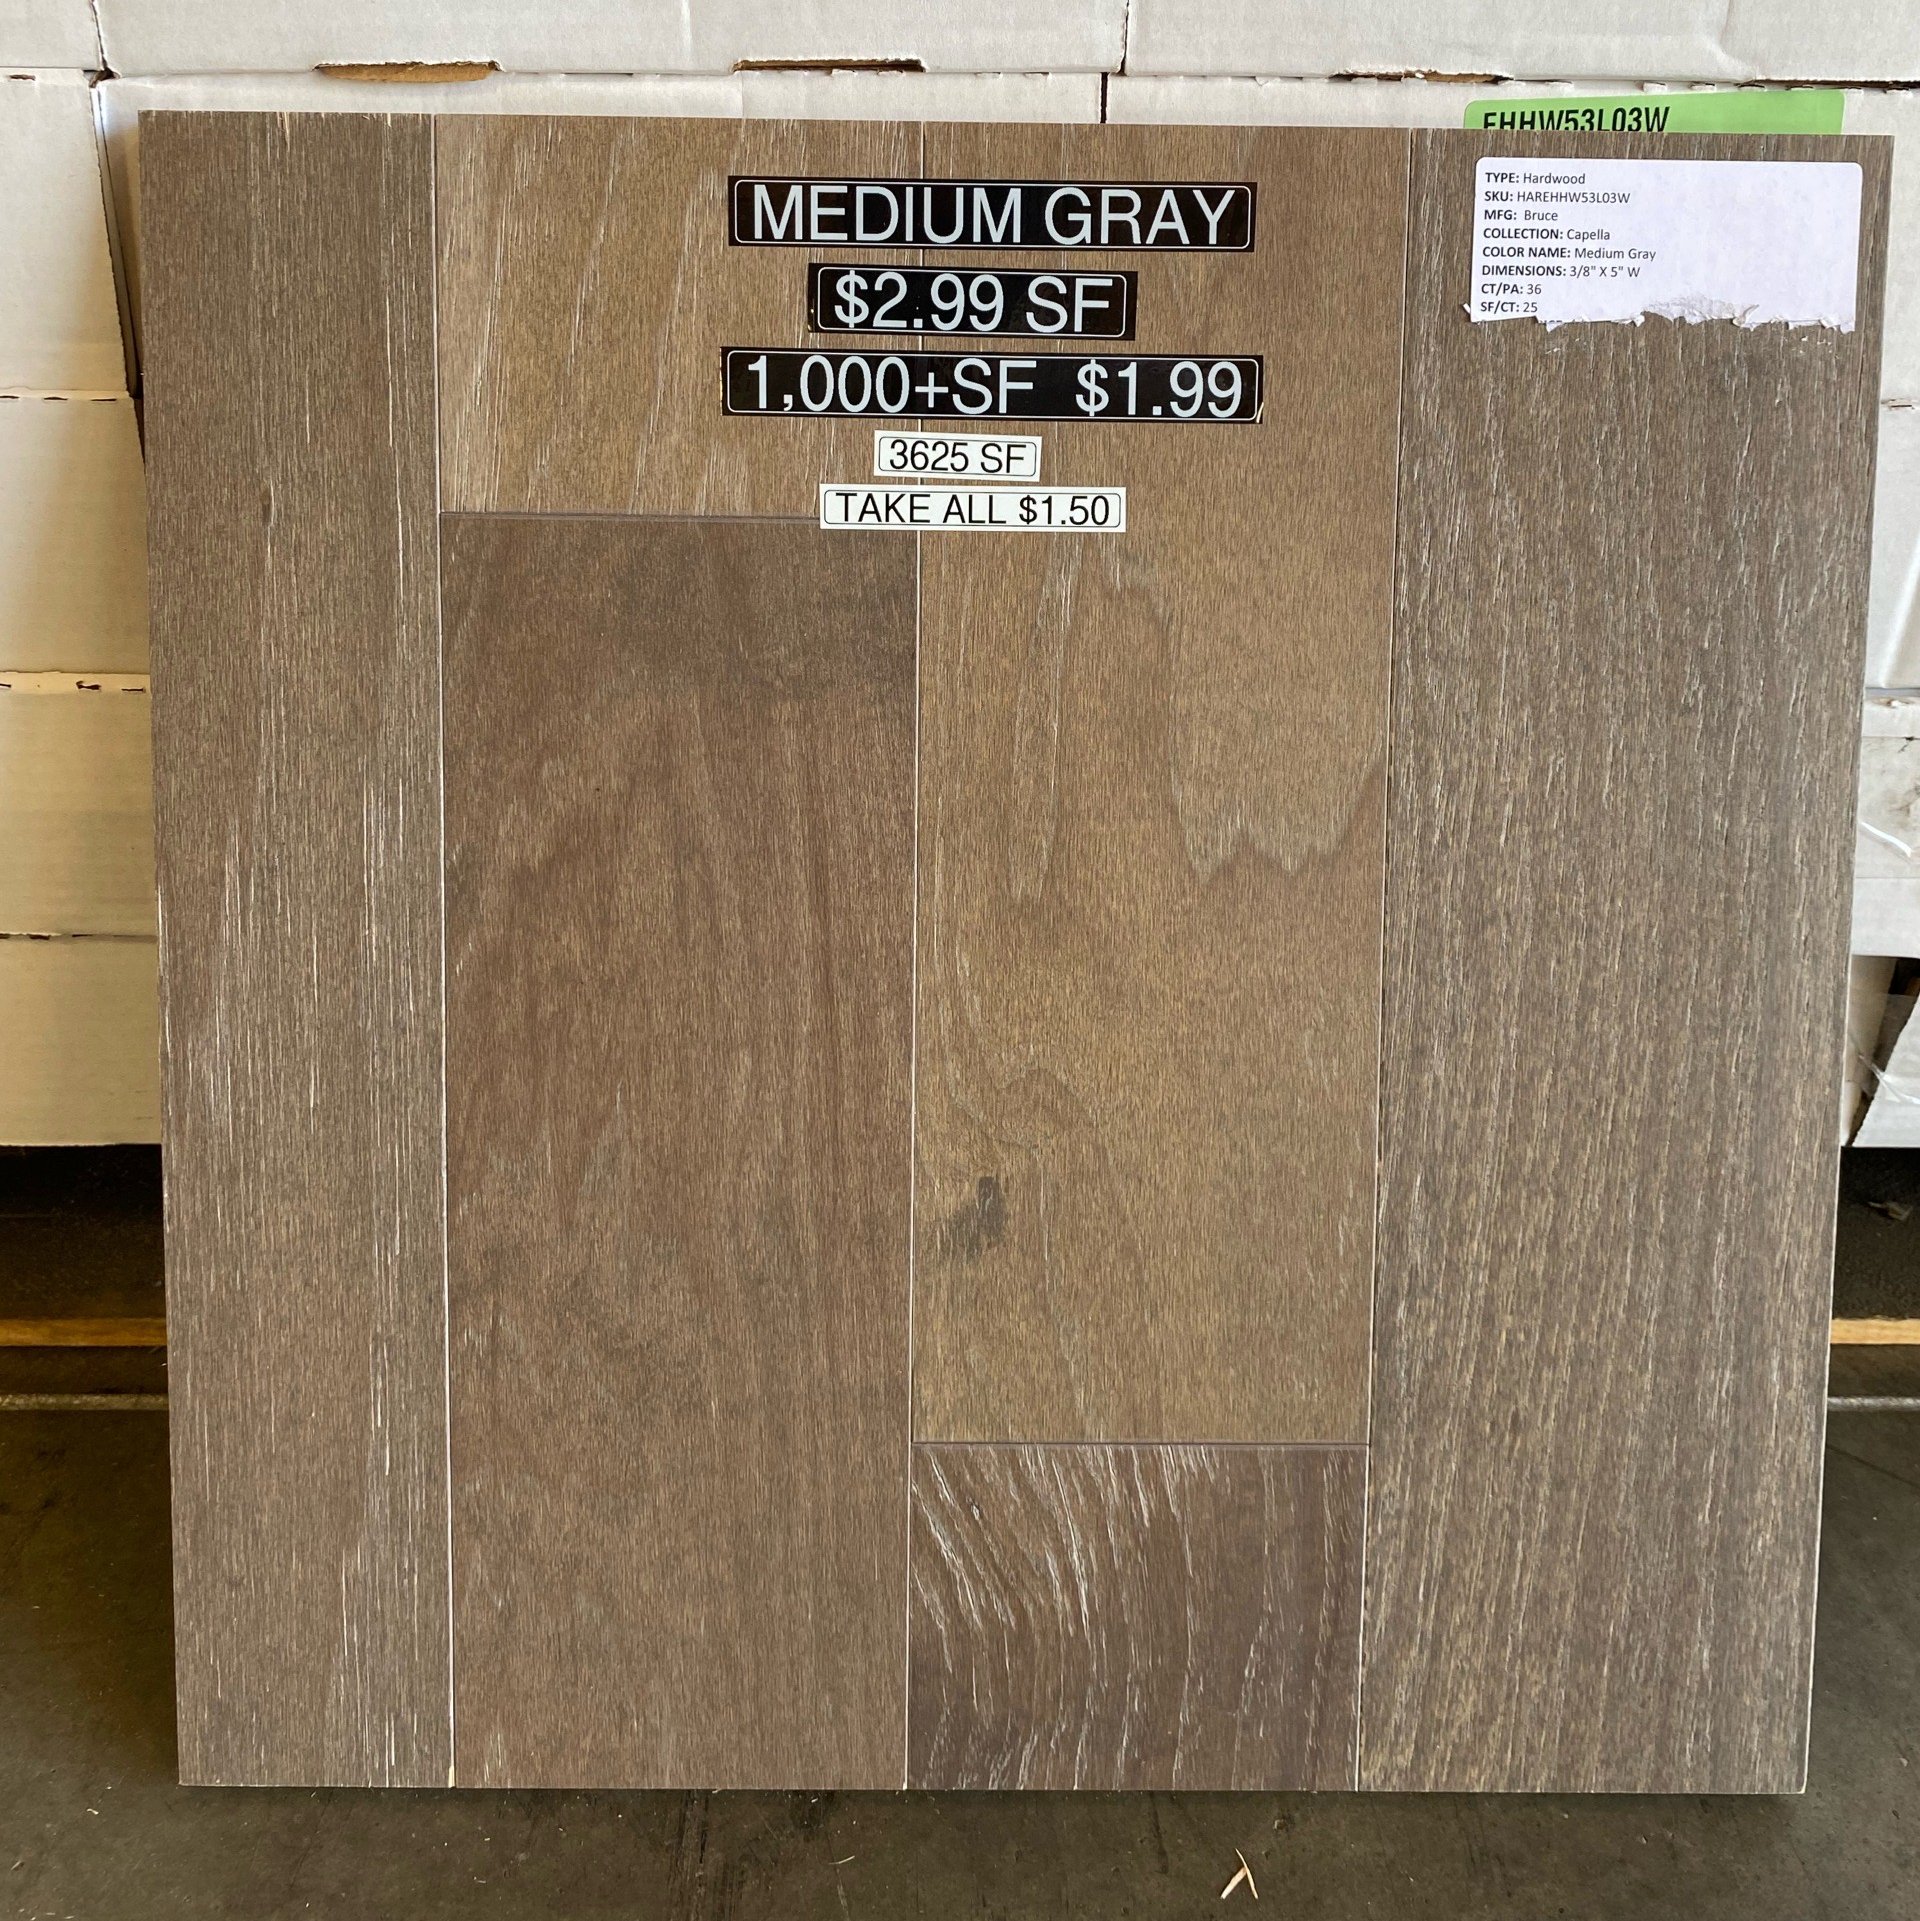 EHHW53L03W
TYPE: Hardwood
SKU: HAREHHW53L03W
MFG: Bruce
COLLECTION: Capella
COLOR NAME: Medium Gray
DIMENSIONS: 3/8" X 5" W
CT/PA: 36
SF/CT: 25
MEDIUM GRAY
$2.99 SF
1,000+SF $1.99
3625 SF
TAKE ALL $1.50